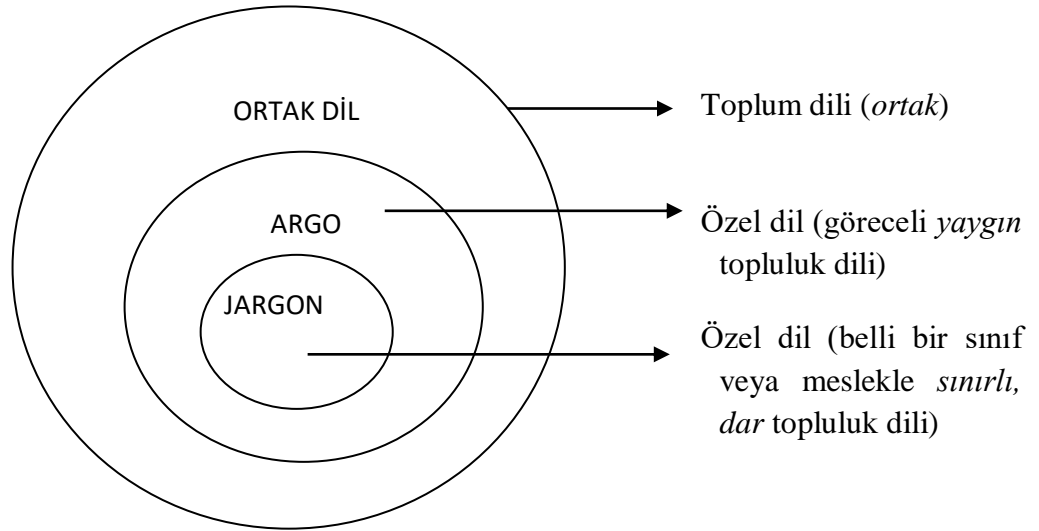 ORTAK DİL
Toplum dili (ortak)
ARGO
Özel dil (göreceli yaygın
topluluk dili)
JARGON
Özel dil (belli bir sınıf
veya meslekle sınırlı,
dar topluluk dili)